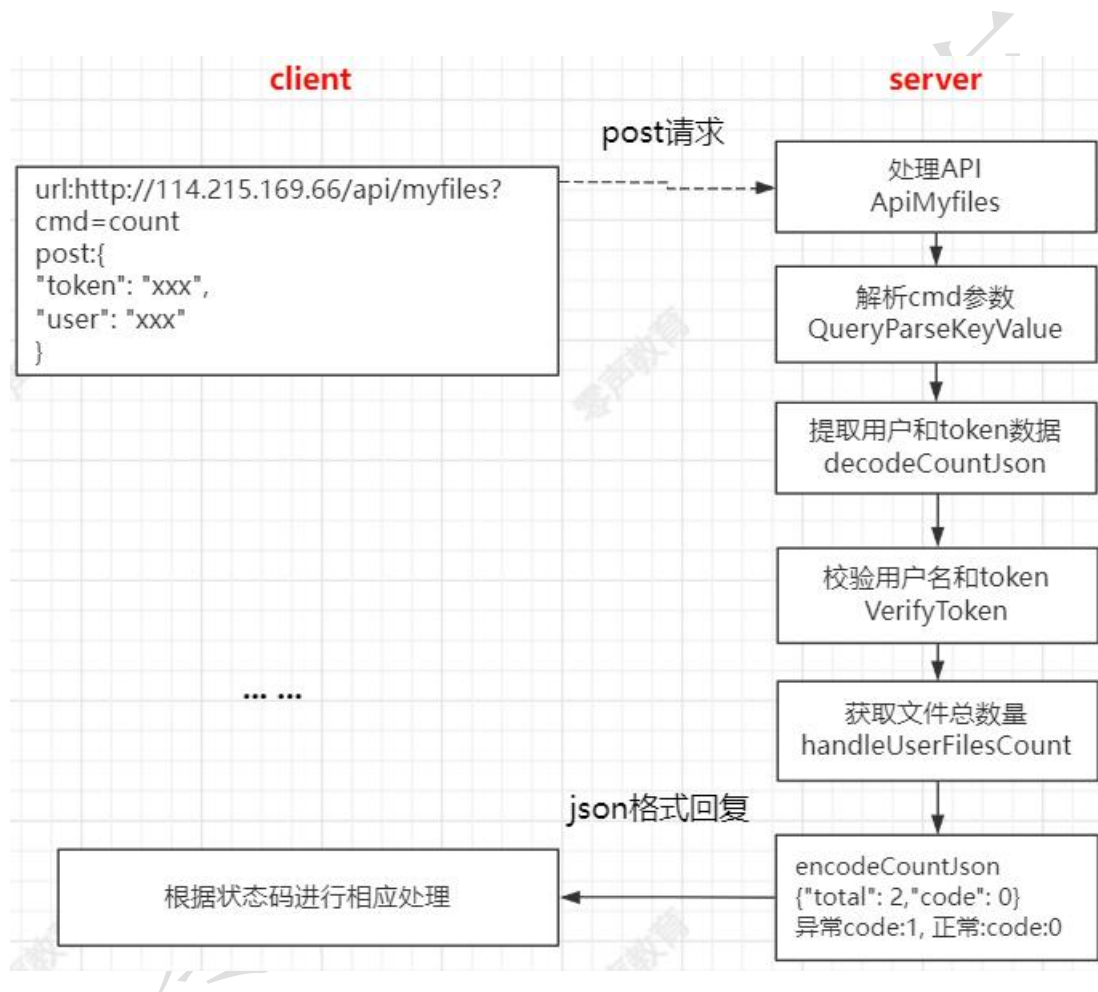 client
server
post请求
url:http://114.215.169.66/api/myfiles?
cmd=count
post:{
"token": "xxx",
"user": "xxx"
}
处理API
ApiMyfiles
解析cmd参数
QueryParseKeyValue
零声教育
提取用户和token数据
decodeCountJson
校验用户名和token
VerifyToken
... ...
获取文件总数量
handleUserFilesCount
json格式回复
根据状态码进行相应处理
encodeCountJson
{"total": 2,"code": 0}
异常code:1, 正常:code:0